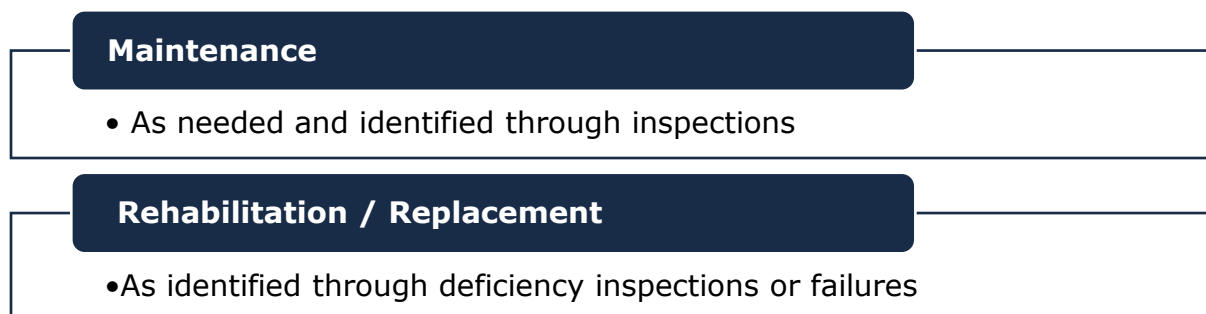 Maintenance
• As needed and identified through inspections
Rehabilitation / Replacement
•As identified through deficiency inspections or failures